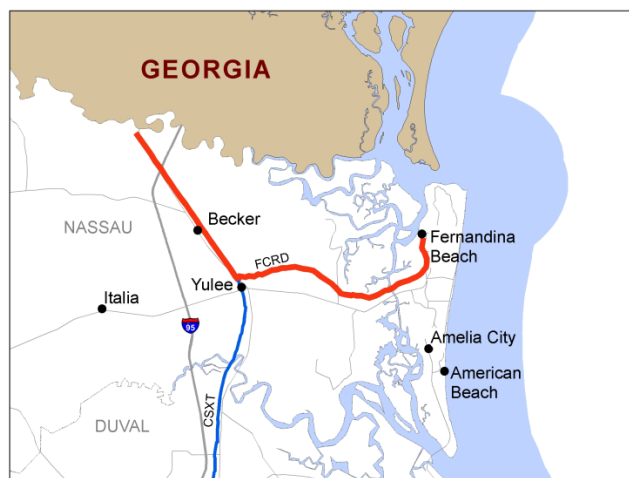 GEORGIA
NASSAU
Becker
FCRD
Fernandina
Beach
Yulee
Italia
95
Amelia City
American
Beach
CSXT
DUVAL